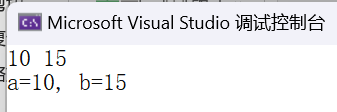 Microsoft Visual Studio 调试控制台
10 15
a=10, b=15